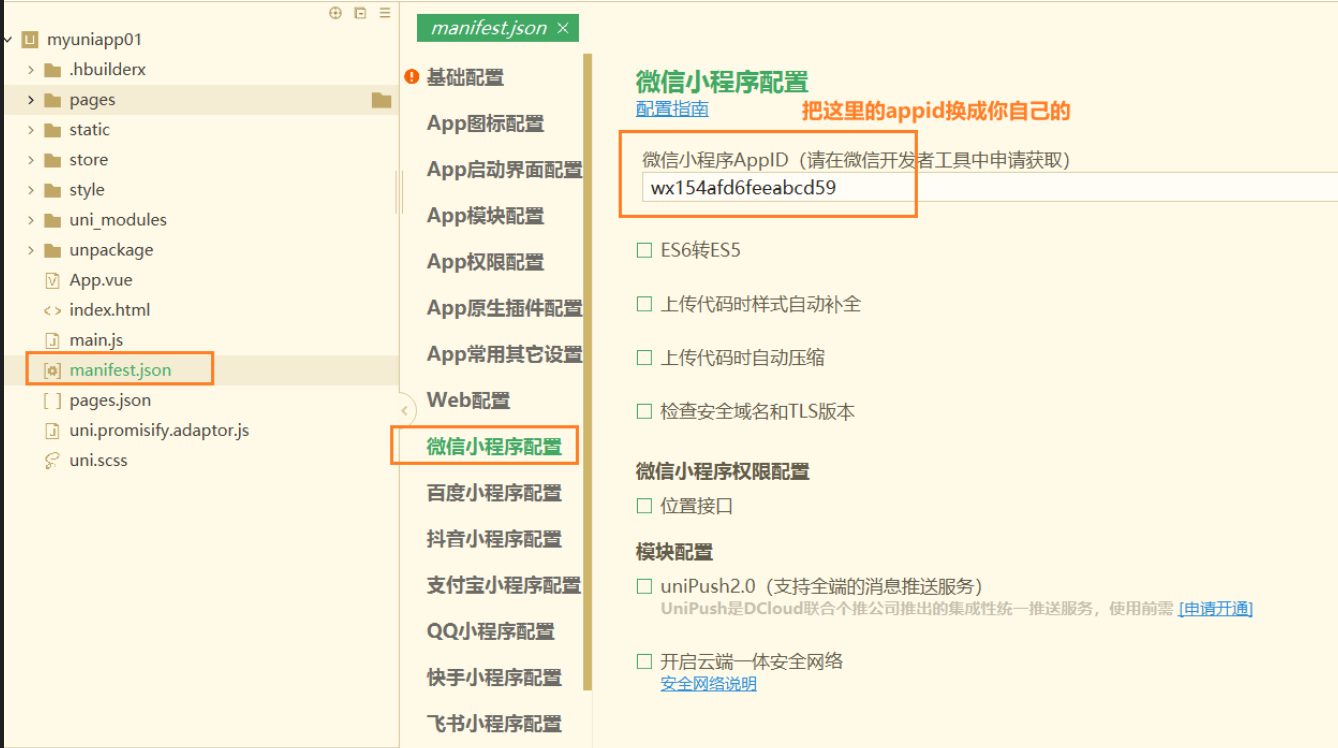 myuniapp01
.hbuilderx
pages
static
store
style
uni_modules
unpackage
App.vue
index.html
main.js
manifest.json
pages.json
uni.promisify.adaptor.js
uni.scss
manifest.json
基础配置
App图标配置
App启动界面配置
App模块配置
App权限配置
App原生插件配置
App常用其它设置
Web配置
微信小程序配置
百度小程序配置
抖音小程序配置
支付宝小程序配置
QQ小程序配置
快手小程序配置
飞书小程序配置
微信小程序配置
配置指南
把这里的appid换成你自己的
微信小程序AppID（请在微信开发者工具中申请获取）
wx154afd6feeabcd59
ES6转ES5
上传代码时样式自动补全
上传代码时自动压缩
检查安全域名和TLS版本
微信小程序权限配置
位置接口
模块配置
uniPush2.0（支持全端的消息推送服务）
UniPush是DCloud联合个推公司推出的集成性统一推送服务，使用前需 [申请开通]
开启云端一体安全网络
安全网络说明